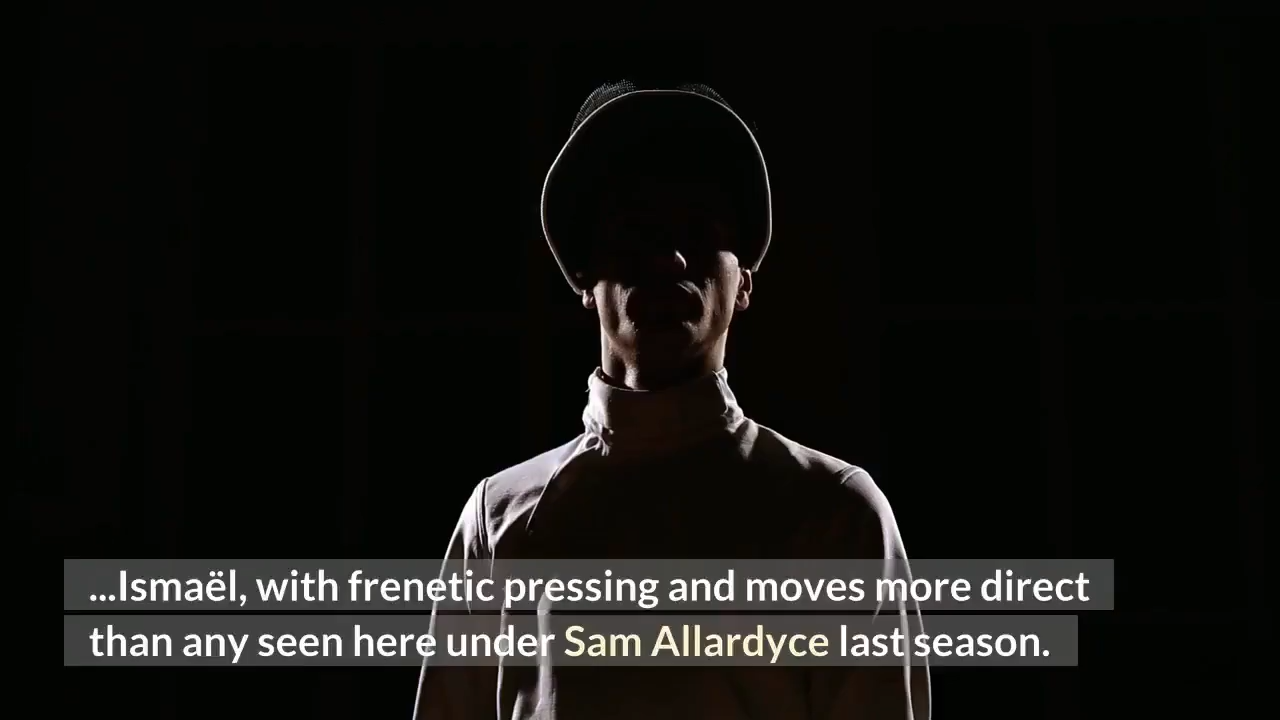 ...Ismaël, with frenetic pressing and moves more direct
than any seen here under Sam Allardyce last season.